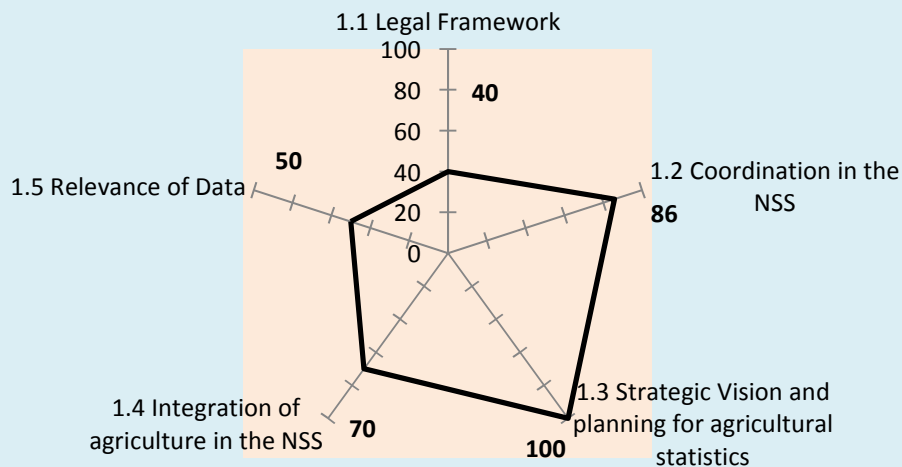 1.1 Legal Framework
100
80
60
40
20
0
40
1.2 Coordination in the
NSS
86
1.3 Strategic Vision and
planning for agricultural
statistics
100
1.4 Integration of
agriculture in the NSS
70
1.5 Relevance of Data
50